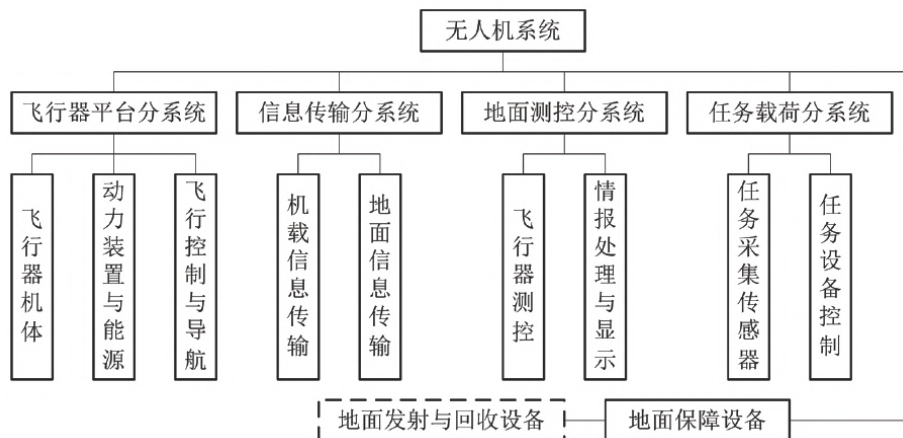 无人机系统
飞行器平台分系统
信息传输分系统
地面测控分系统
任务载荷分系统
飞行器机体
动力装置与能源
飞行控制与导航
机载信息传输
地面信息传输
飞行器测控
情报处理与显示
任务采集传感器
任务设备控制
地面发射与回收设备
地面保障设备